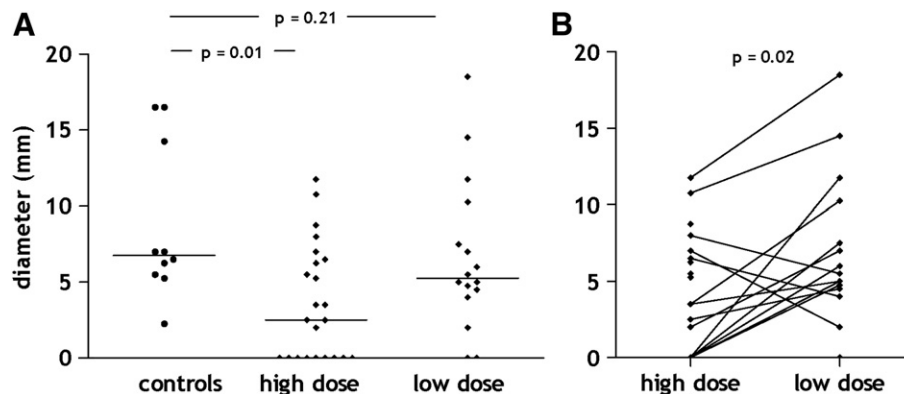 A
p = 0.21
p = 0.01
diameter (mm)
20
15
10
5
0
controls
high dose
low dose
B
p = 0.02
20
15
10
5
0
high dose
low dose